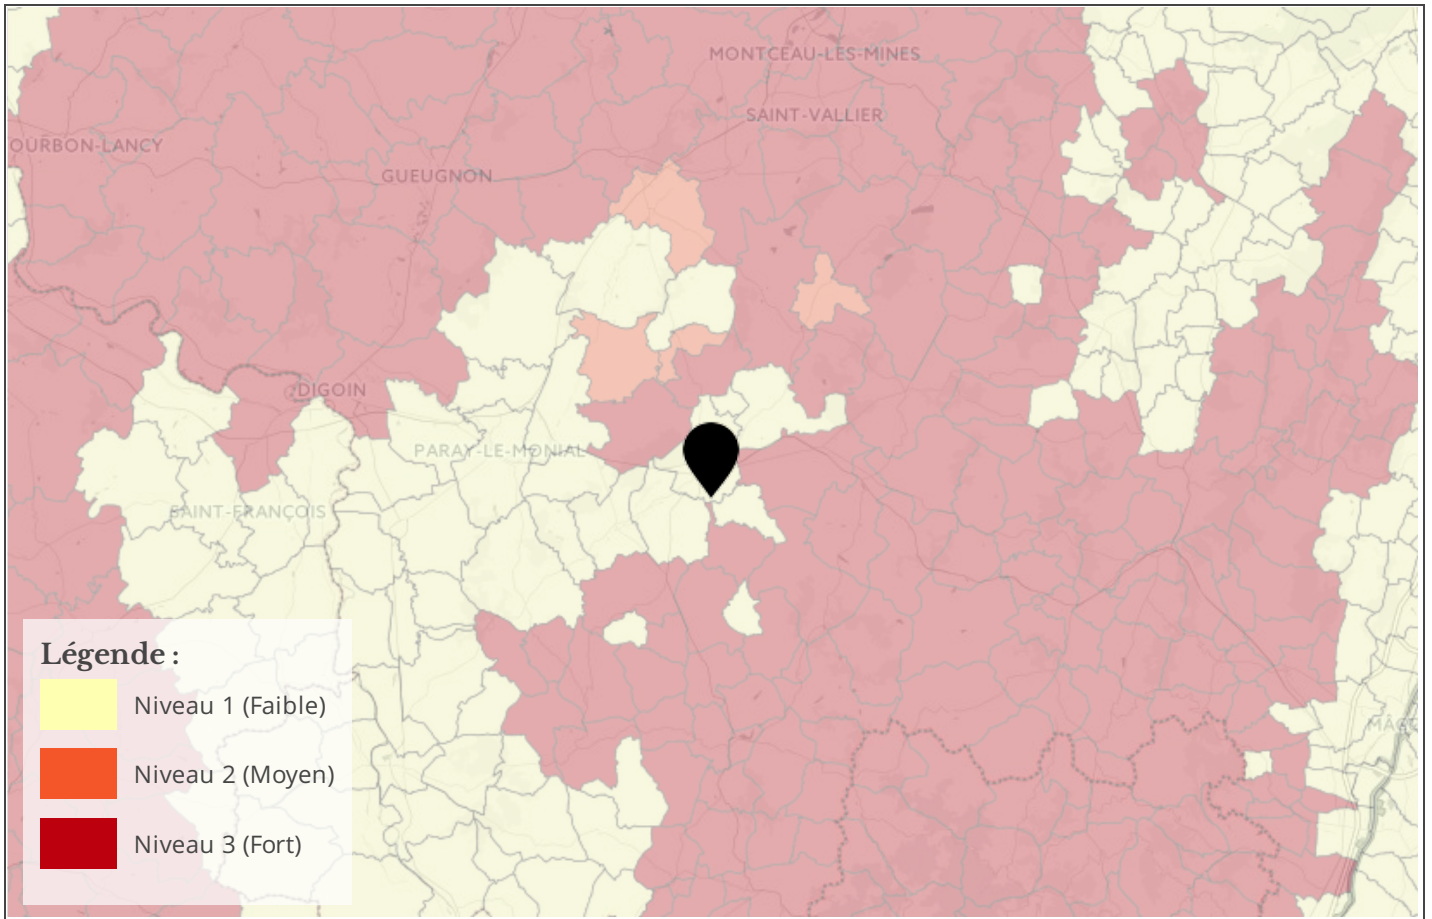 MONTCEAU-LES-MINES
SAINT-VALLIER
OURBON-LANCY
GUEUGNON
DIGOIN
PARAY-LE-MONIAL
SAINT-FRANÇOIS
MÂC
Légende :
Niveau 1 (Faible)
Niveau 2 (Moyen)
Niveau 3 (Fort)